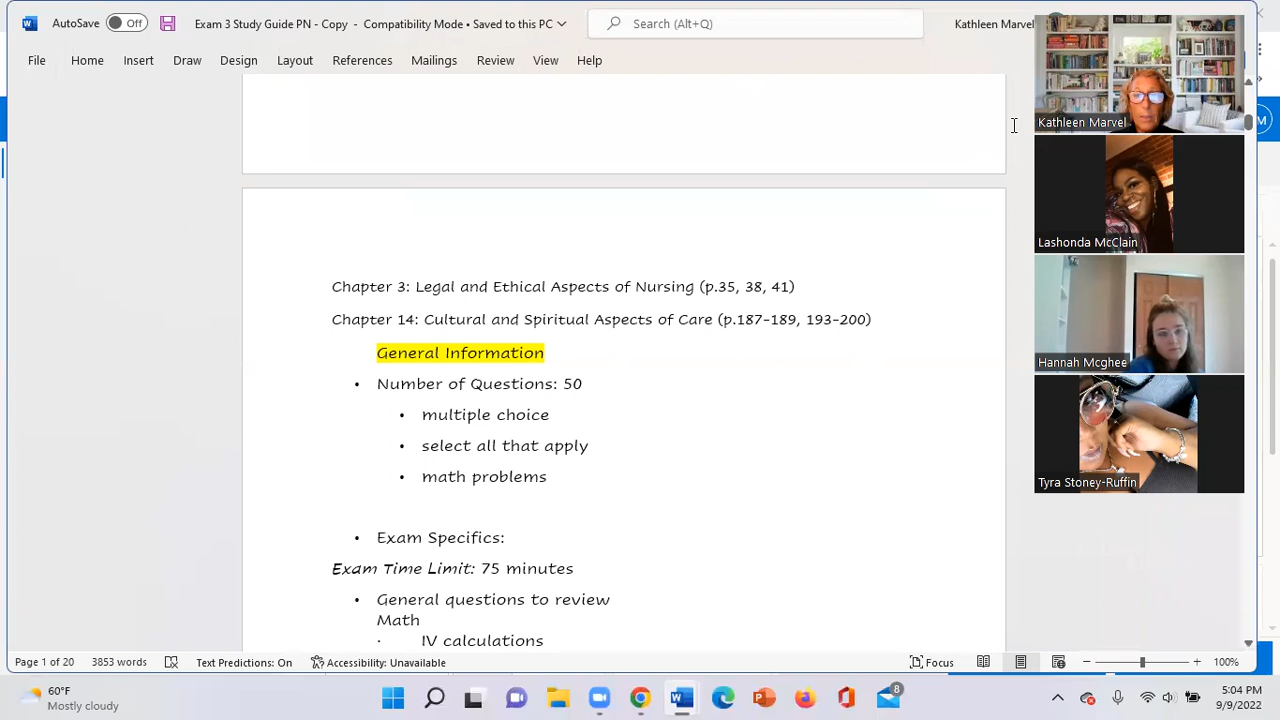 AutoSave Off Exam 3 Study Guide PN - Copy - Compatibility Mode • Saved to this PC Search (Alt+Q) Kathleen Marvel
File Home Insert Draw Design Layout References Mailings Review View Help
Kathleen Marvel
Lashonda McClain
Hannah Mcghee
Tyra Stoney-Ruffin
Chapter 3: Legal and Ethical Aspects of Nursing (p.35, 38, 41)
Chapter 14: Cultural and Spiritual Aspects of Care (p.187-189, 193-200)
General Information
• Number of Questions: 50
• multiple choice
• select all that apply
• math problems
• Exam Specifics:
Exam Time Limit: 75 minutes
• General questions to review
Math
· IV calculations
Page 1 of 20 3853 words Text Predictions: On Accessibility: Unavailable Focus 100%
60°F
Mostly cloudy
8
5:04 PM
9/9/2022